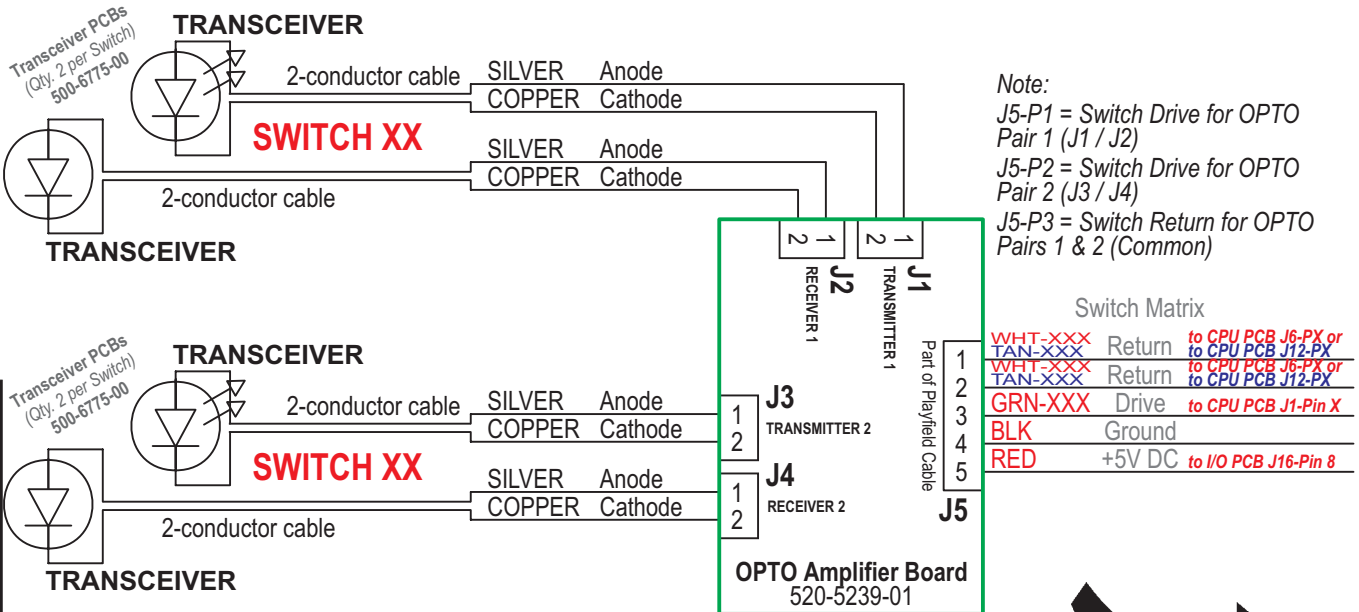 Transceiver PCBs
(Qty. 2 per Switch)
500-6775-00
TRANSCEIVER
2-conductor cable
SILVER Anode
COPPER Cathode
SWITCH XX
SILVER Anode
COPPER Cathode
2-conductor cable
TRANSCEIVER
Note:
J5-P1 = Switch Drive for OPTO
Pair 1 (J1 / J2)
J5-P2 = Switch Drive for OPTO
Pair 2 (J3 / J4)
J5-P3 = Switch Return for OPTO
Pairs 1 & 2 (Common)
2 1
J2
RECEIVER 1
2 1
J1
TRANSMITTER 1
Transceiver PCBs
(Qty. 2 per Switch)
500-6775-00
TRANSCEIVER
2-conductor cable
SILVER Anode
COPPER Cathode
SWITCH XX
SILVER Anode
COPPER Cathode
2-conductor cable
TRANSCEIVER
1
2
J3
TRANSMITTER 2
1
2
J4
RECEIVER 2
Part of Playfield Cable
1
2
3
4
5
J5
OPTO Amplifier Board
520-5239-01
Switch Matrix
WHT-XXX
TAN-XXX
Return
to CPU PCB J6-PX or
to CPU PCB J12-PX
WHT-XXX
TAN-XXX
Return
to CPU PCB J6-PX or
to CPU PCB J12-PX
GRN-XXX Drive to CPU PCB J1-Pin X
BLK Ground
RED +5V DC to I/O PCB J16-Pin 8